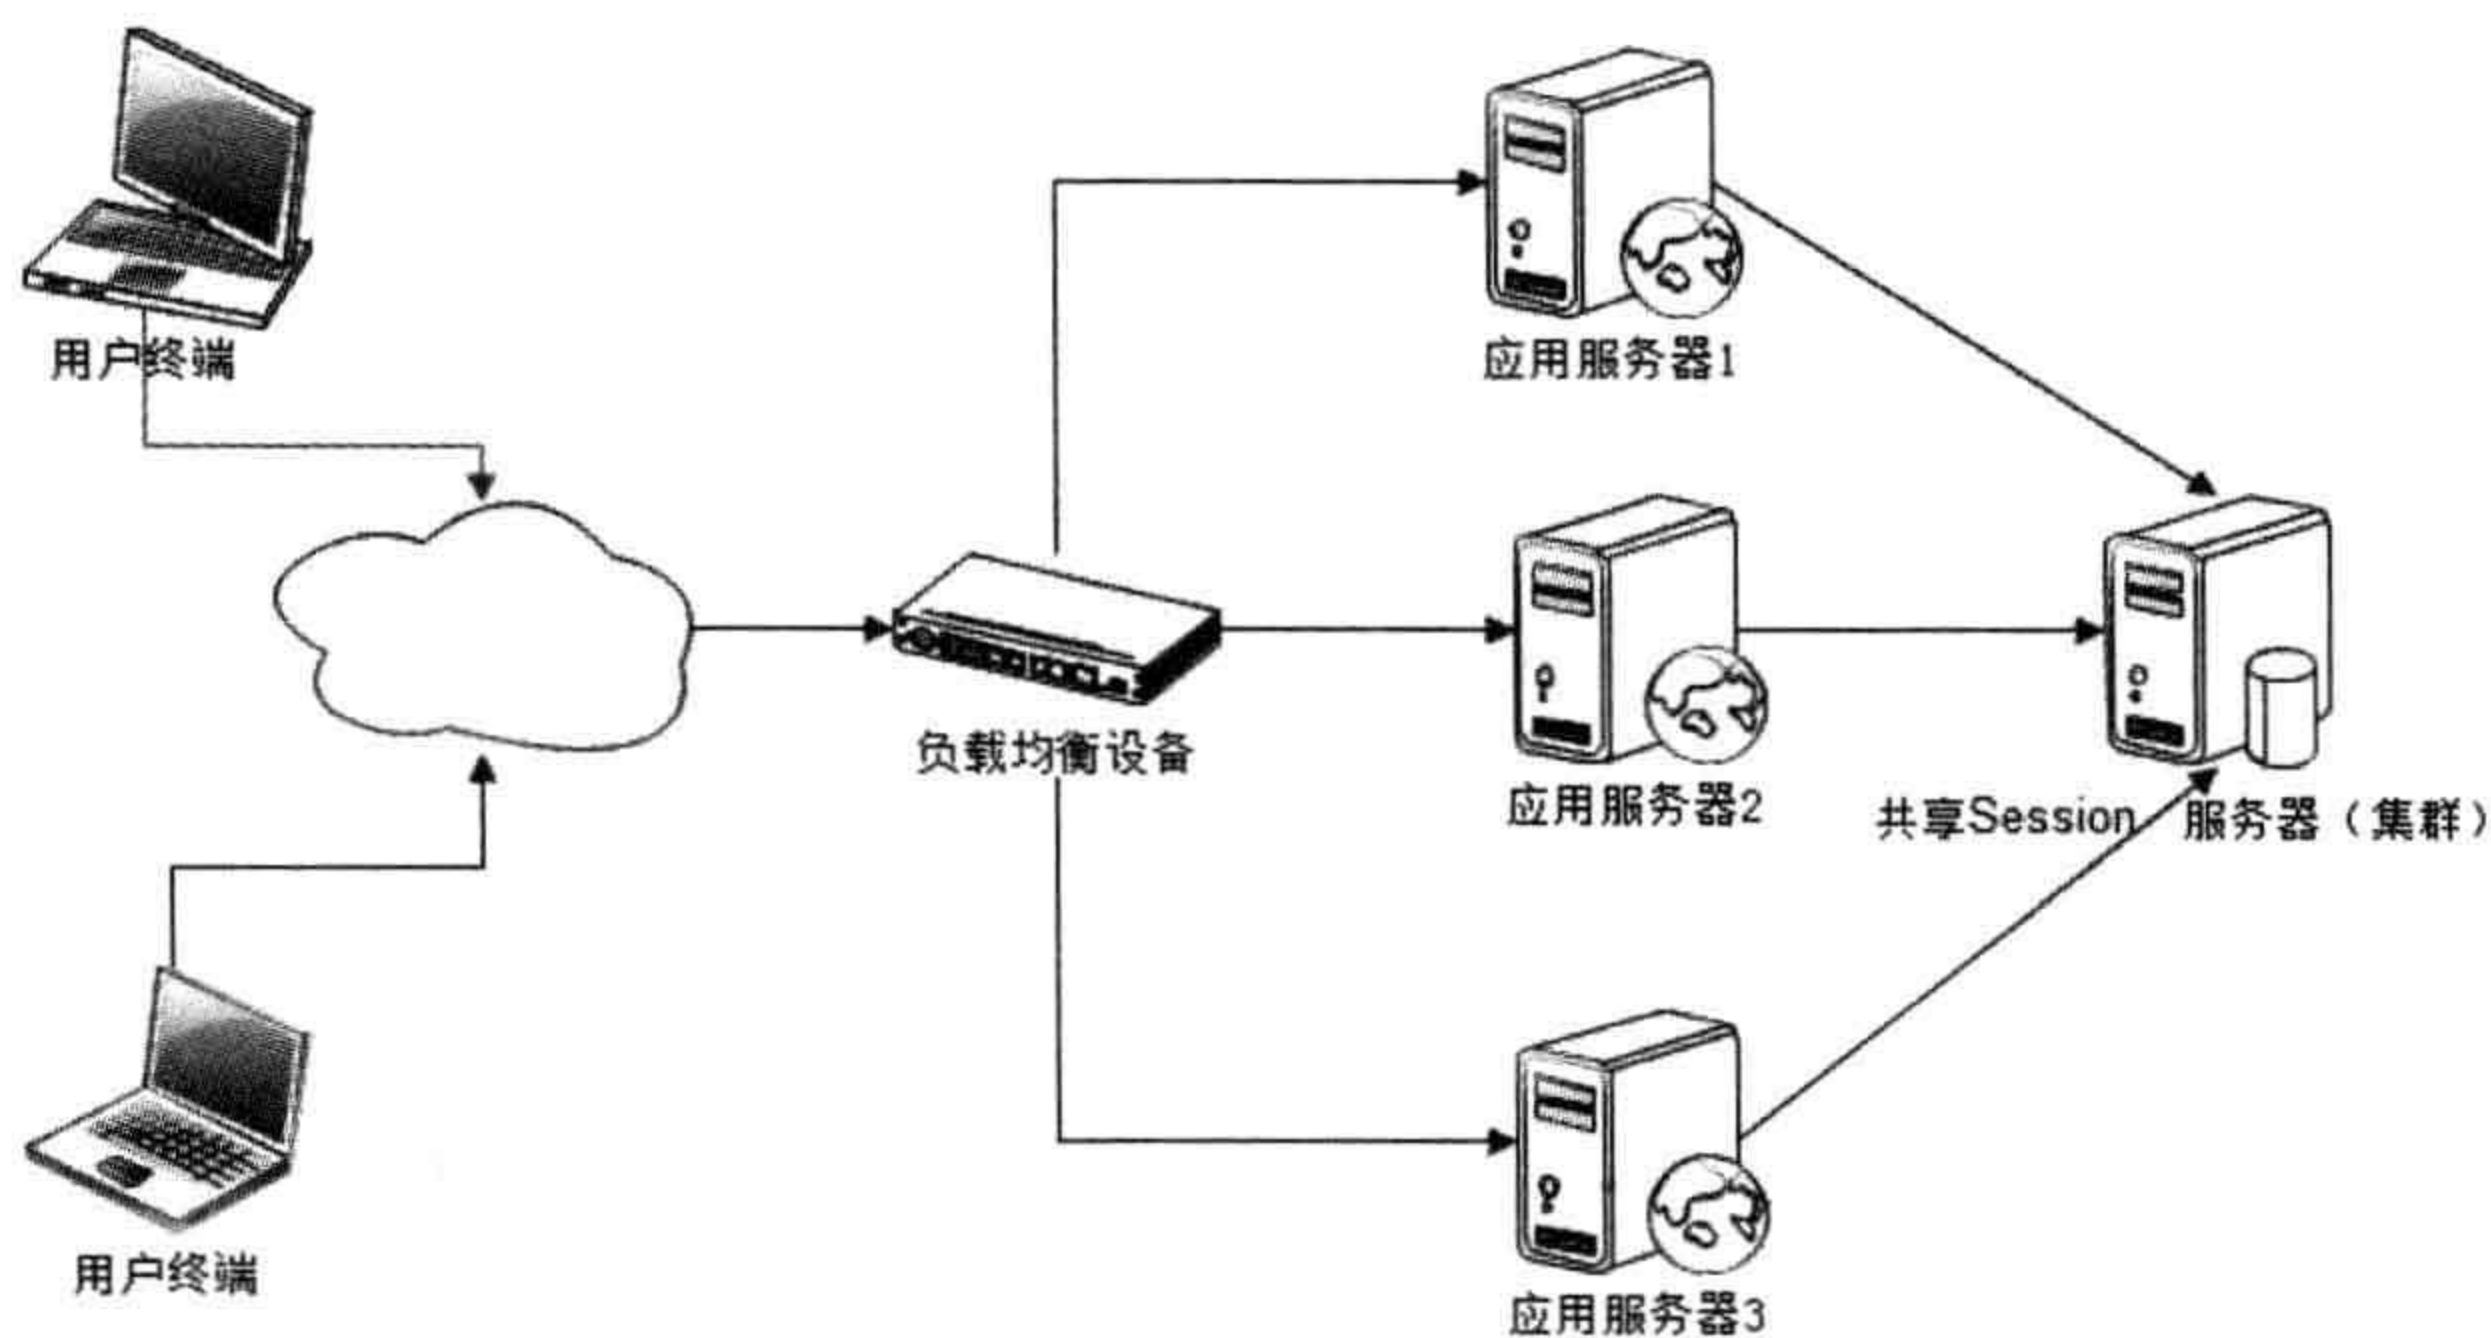 用户终端
应用服务器1
负载均衡设备
应用服务器2
共享Session 服务器（集群）
用户终端
应用服务器3